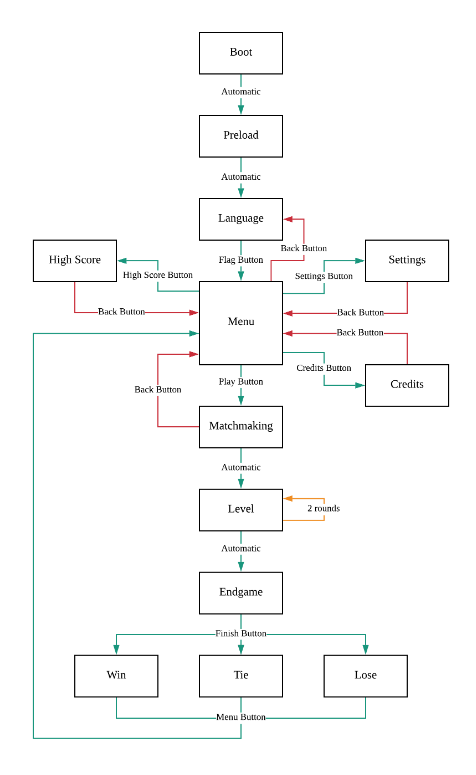 Boot
Automatic
Preload
Automatic
Language
Back Button
Flag Button
High Score
Settings
High Score Button
Settings Button
Back Button
Menu
Back Button
Back Button
Credits Button
Play Button
Back Button
Credits
Matchmaking
Automatic
Level
2 rounds
Automatic
Endgame
Finish Button
Win
Tie
Lose
Menu Button